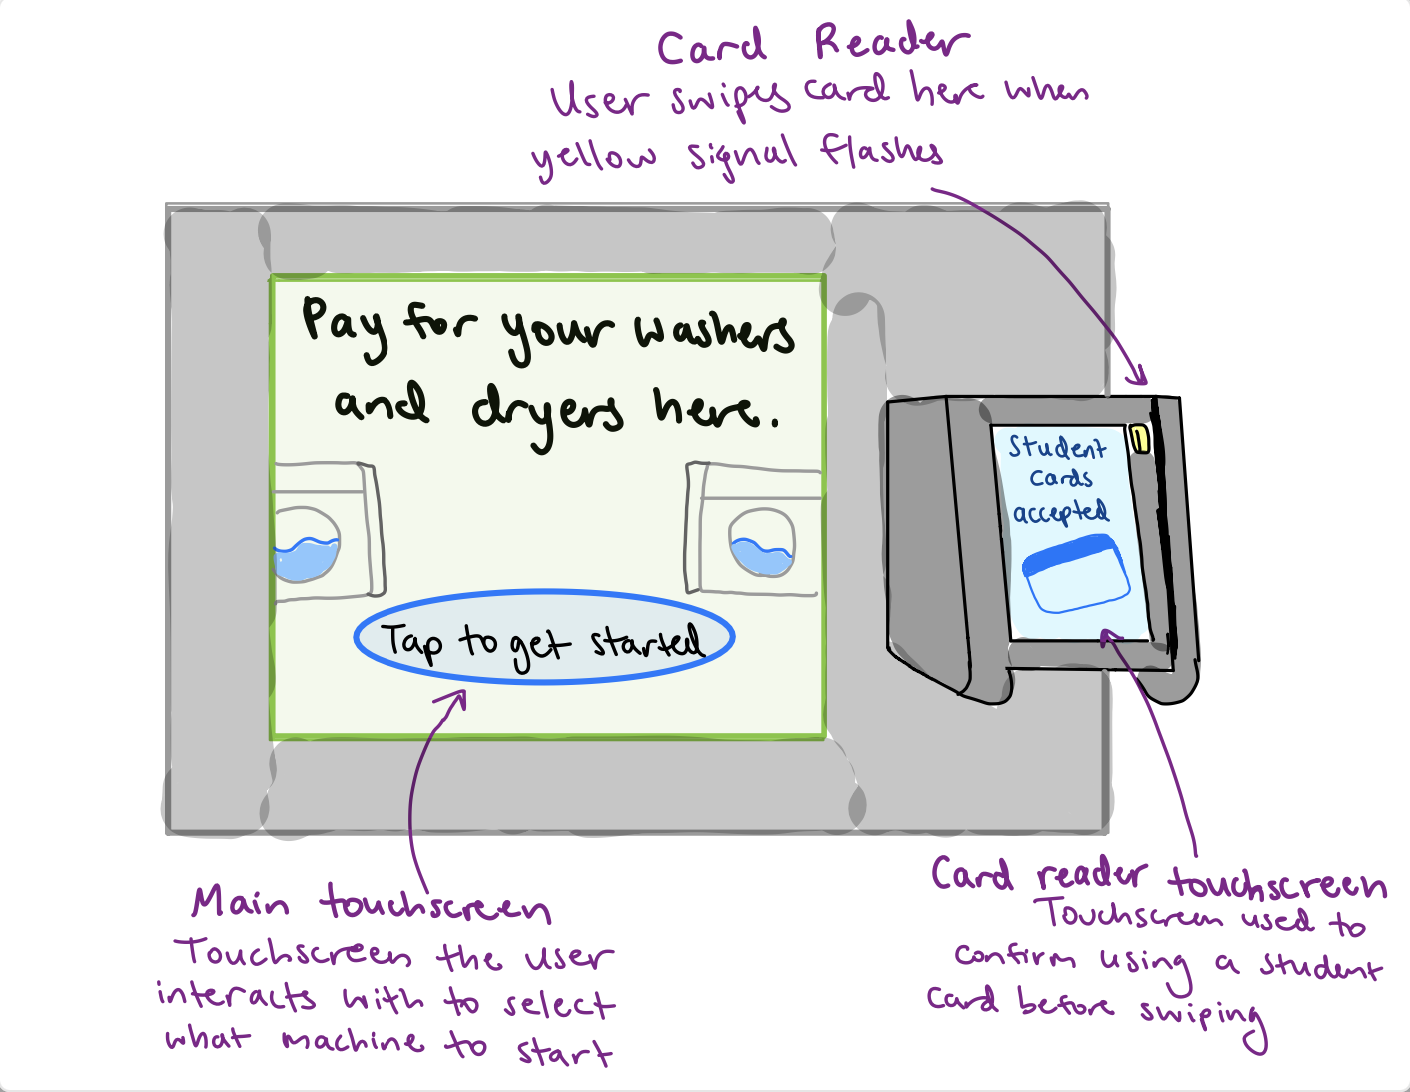 Card Reader
User swipes card here when
yellow signal flashes
Pay for your washers
and dryers here.
Student
Cards
accepted
Tap to get started
Main touchscreen
Touchscreen the user
interacts with to select
what machine to start
Card reader touchscreen
Touchscreen used to
confirm using a student
card before swiping